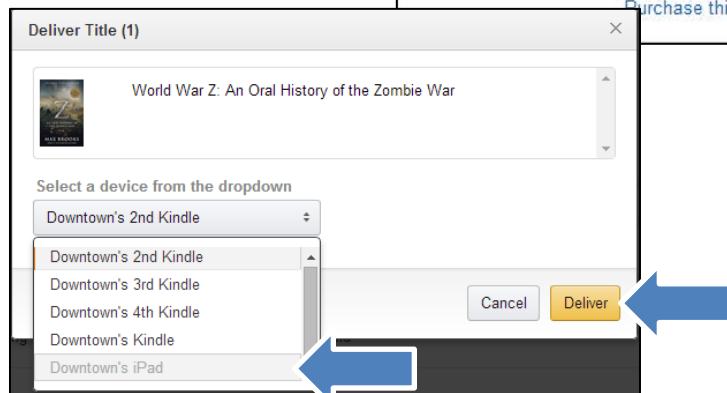 Purchase thi
Deliver Title (1)
World War Z: An Oral History of the Zombie War
Z
MAX BROOKS
Select a device from the dropdown
Downtown's 2nd Kindle
Downtown's 2nd Kindle
Downtown's 3rd Kindle
Downtown's 4th Kindle
Downtown's Kindle
Downtown's iPad
Cancel
Deliver